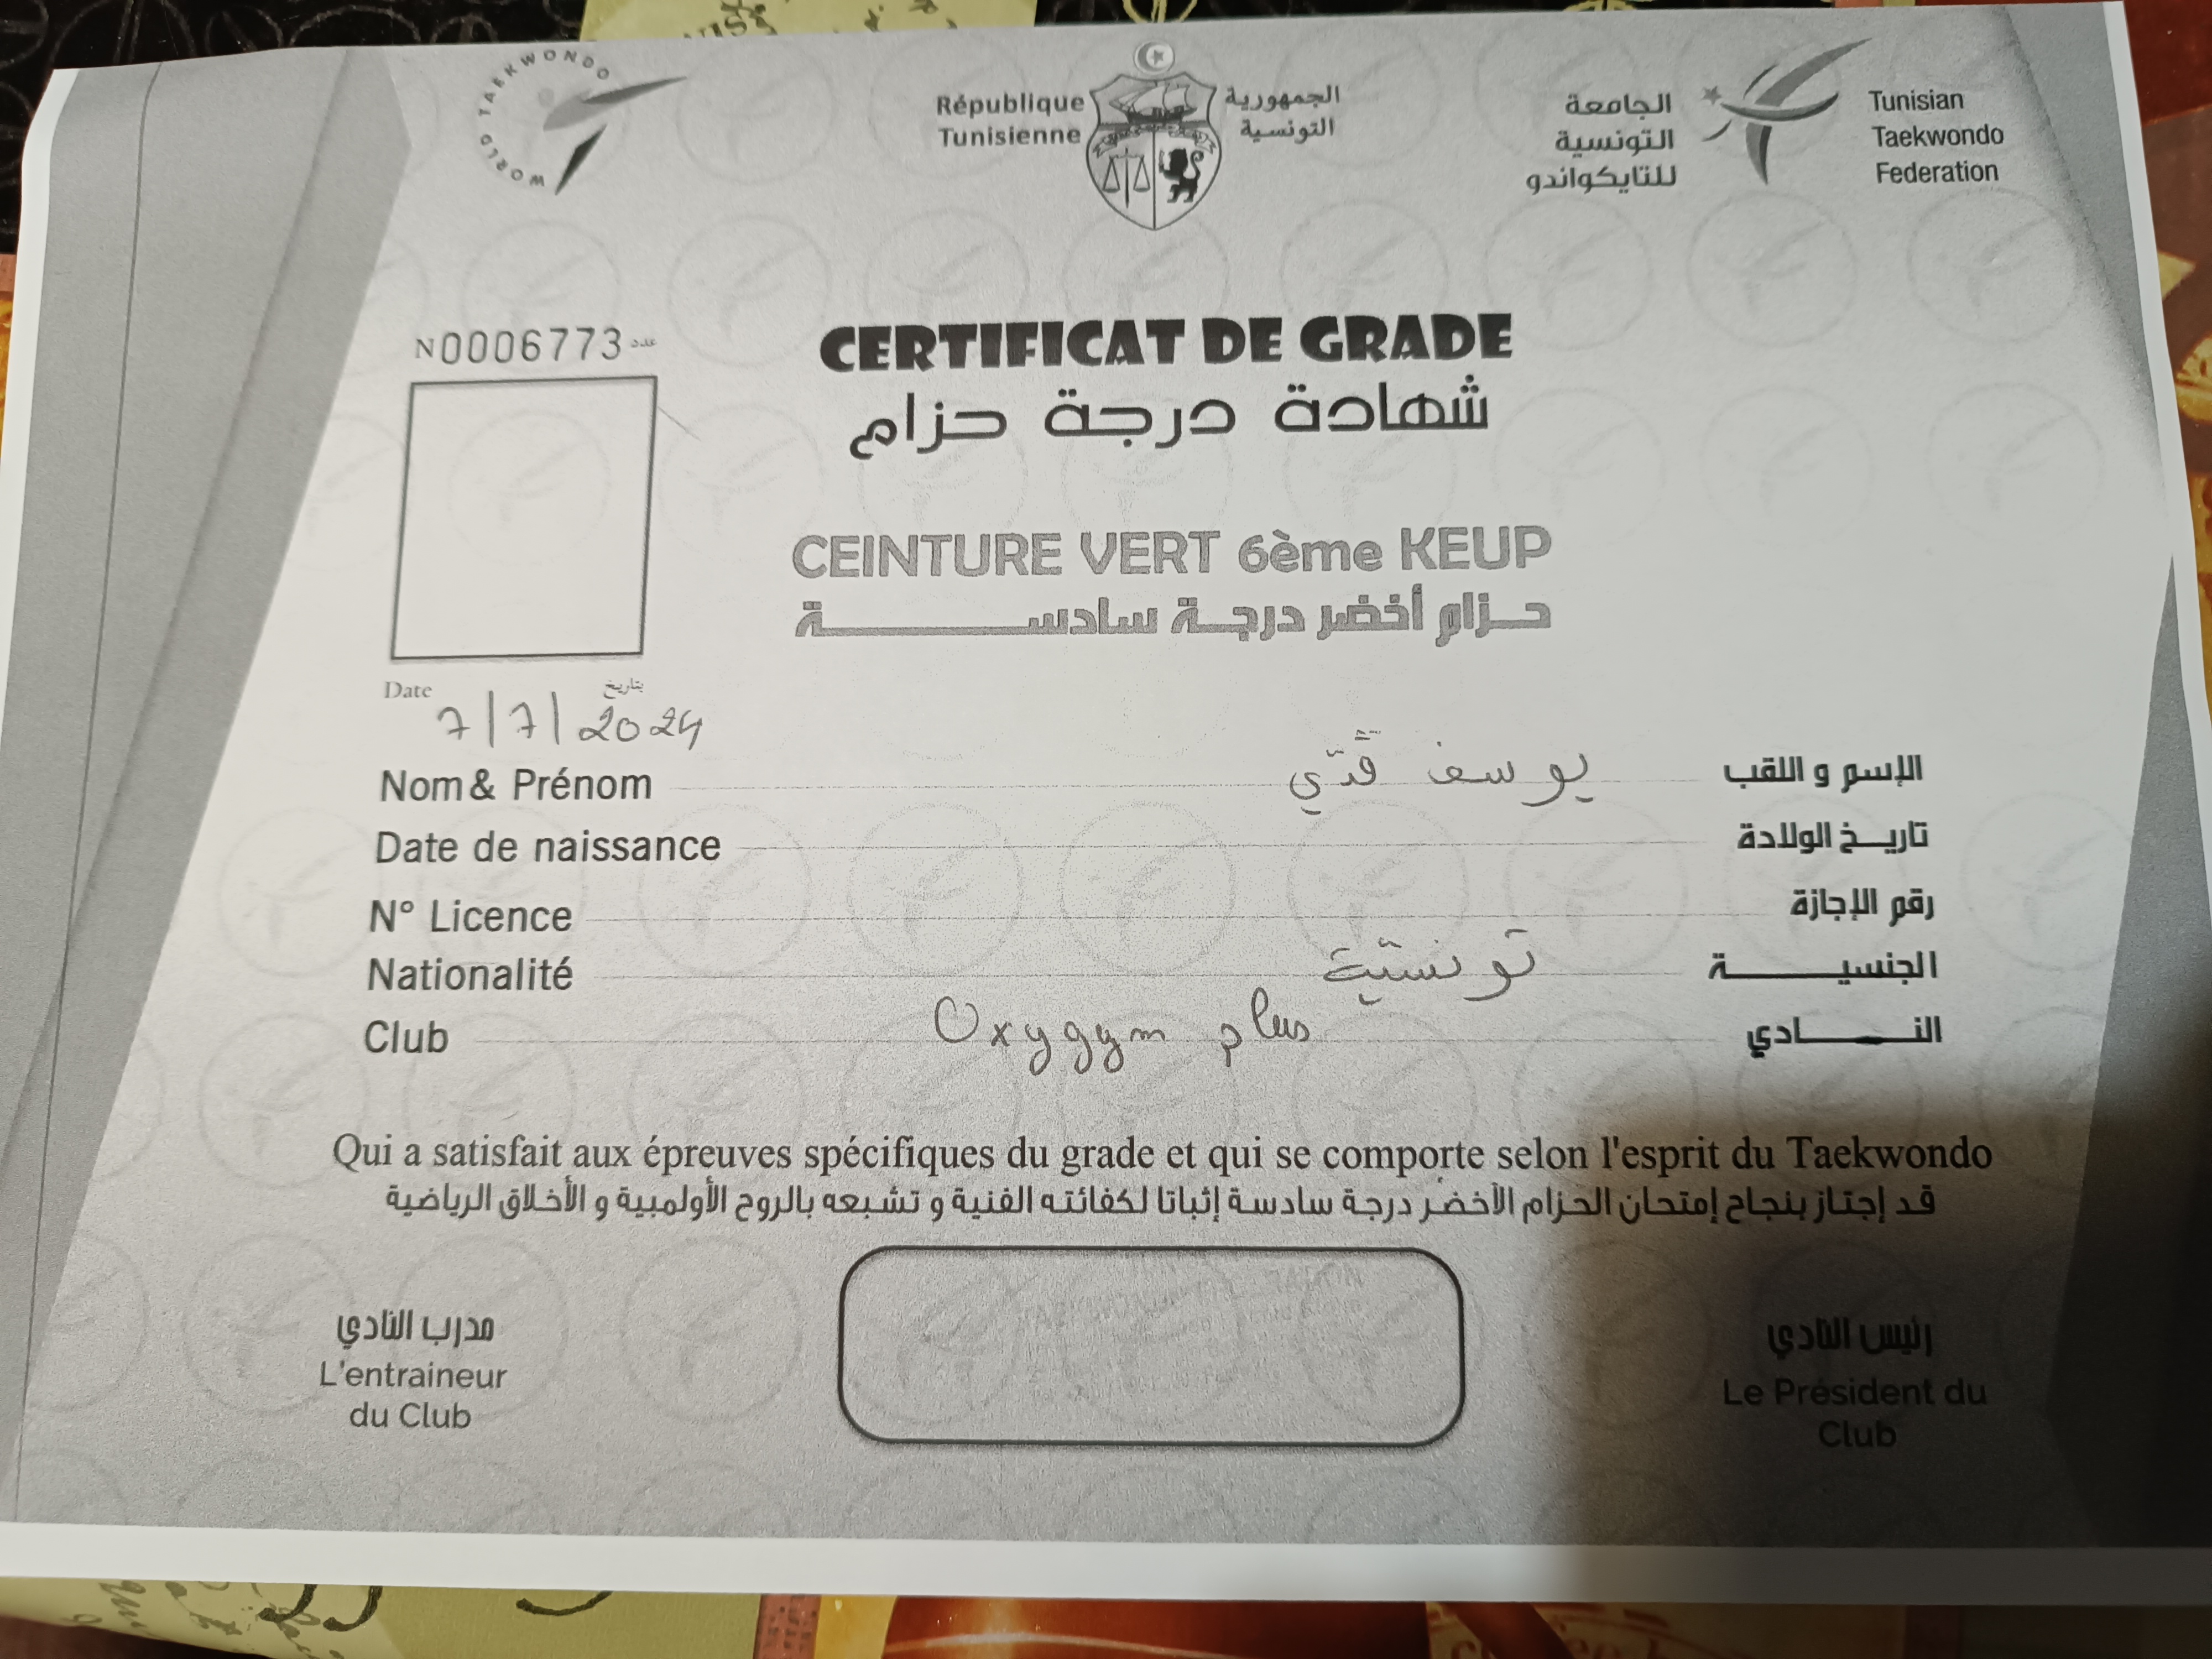 WORLD TAEKWONDO
République Tunisienne
الجمهورية التونسية
الجامعة التونسية للتايكواندو
Tunisian Taekwondo Federation
N0006773 عدد
CERTIFICAT DE GRADE
شهادة درجة حزام
CEINTURE VERT 6ème KEUP
حزام أخضر درجة سادسة
Date بتاريخ
7/7/2024
Nom & Prénom يوسف الإسم و اللقب
Date de naissance تاريخ الولادة
N° Licence رقم الإجازة
Nationalité تونسية الجنسية
Club Oxygym plus النادي
Qui a satisfait aux épreuves spécifiques du grade et qui se comporte selon l'esprit du Taekwondo
قد إجتاز بنجاح إمتحان الحزام الأخضر درجة سادسة إثباتا لكفائته الفنية و تشبعه بالروح الأولمبية و الأخلاق الرياضية
مدرب النادي
L'entraineur
du Club
رئيس النادي
Le Président du
Club